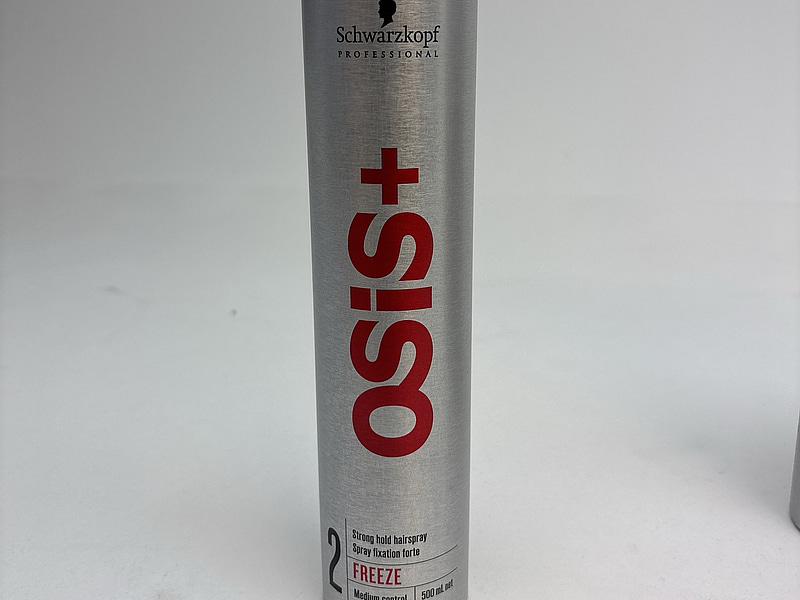 Schwarzkopf
PROFESSIONAL
OSiS+
2
Strong hold hairspray
Spray fixation forte
FREEZE
Medium control
500 mL net